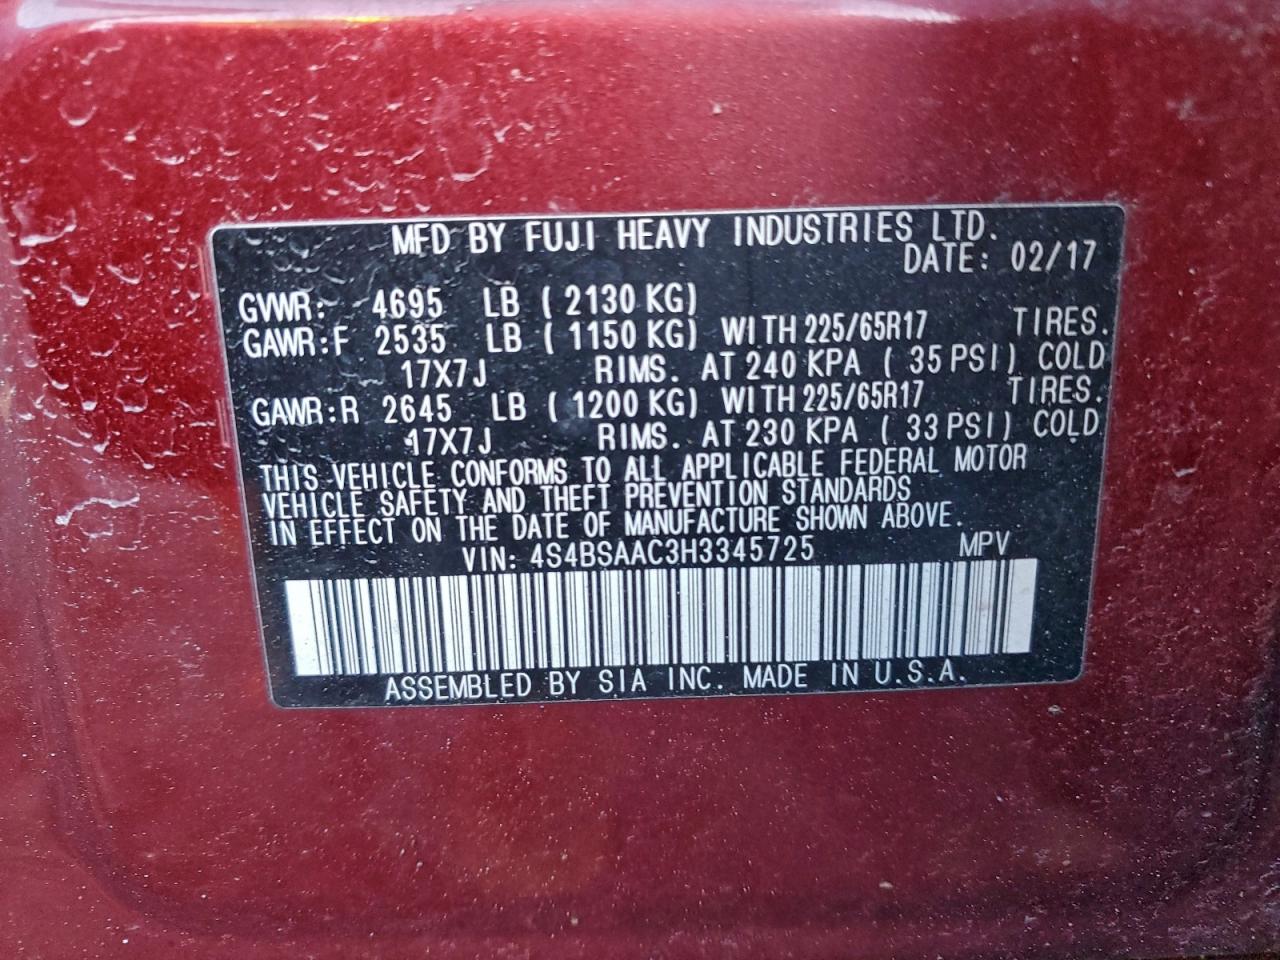 MFD BY FUJI HEAVY INDUSTRIES LTD.
DATE: 02/17
GVWR: 4695 LB ( 2130 KG)
GAWR:F 2535 LB ( 1150 KG) WITH 225/65R17 TIRES.
17X7J RIMS. AT 240 KPA ( 35 PSI) COLD
GAWR:R 2645 LB ( 1200 KG) WITH 225/65R17 TIRES.
17X7J RIMS. AT 230 KPA ( 33 PSI) COLD
THIS VEHICLE CONFORMS TO ALL APPLICABLE FEDERAL MOTOR
VEHICLE SAFETY AND THEFT PREVENTION STANDARDS
IN EFFECT ON THE DATE OF MANUFACTURE SHOWN ABOVE.
VIN: 4S4BSAAC3H3345725 MPV
ASSEMBLED BY SIA INC. MADE IN U.S.A.